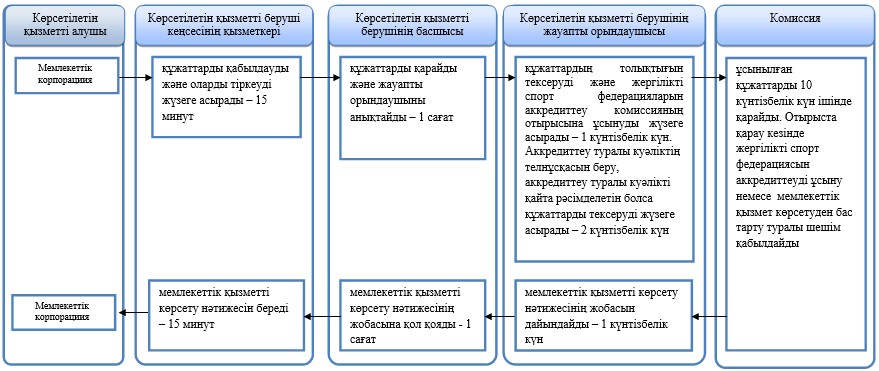 Көрсетілетін
қызметті алушы
Көрсетілетін қызметті беруші
кеңсесінің қызметкері
Көрсетілетін қызметті
берушінің басшысы
Көрсетілетін қызметті берушінің
жауапты орындаушысы
Комиссия
Мемлекеттік
корпорациия
құжаттарды қабылдауды
және оларды тіркеуді
жүзеге асырады – 15
минут
құжаттарды қарайды
және жауапты
орындаушыны
анықтайды – 1 сағат
құжаттардың толықтығын
тексеруді және жергілікті
спорт федерацияларын
аккредиттеу комиссияның
отырысына ұсынуды жүзеге
асырады – 1 күнтізбелік күн.
Аккредиттеу туралы куәліктің
телнұсқасын беру,
аккредиттеу туралы куәлікті
қайта рәсімделетін болса
құжаттарды тексеруді жүзеге
асырады – 2 күнтізбелік күн
ұсынылған
құжаттарды 10
күнтізбелік күн ішінде
қарайды. Отырыста
қарау кезінде
жергілікті спорт
федерациясын
аккредиттеуді ұсыну
немесе мемлекеттік
қызмет көрсетуден бас
тарту туралы шешім
қабылдайды
Мемлекеттік
корпорациия
мемлекеттік қызметті
көрсету нәтижесін береді
– 15 минут
мемлекеттік қызметті
көрсету нәтижесінің
жобасына қол қояды - 1
сағат
мемлекеттік қызметті көрсету
нәтижесінің жобасын
дайындайды – 1 күнтізбелік
күн